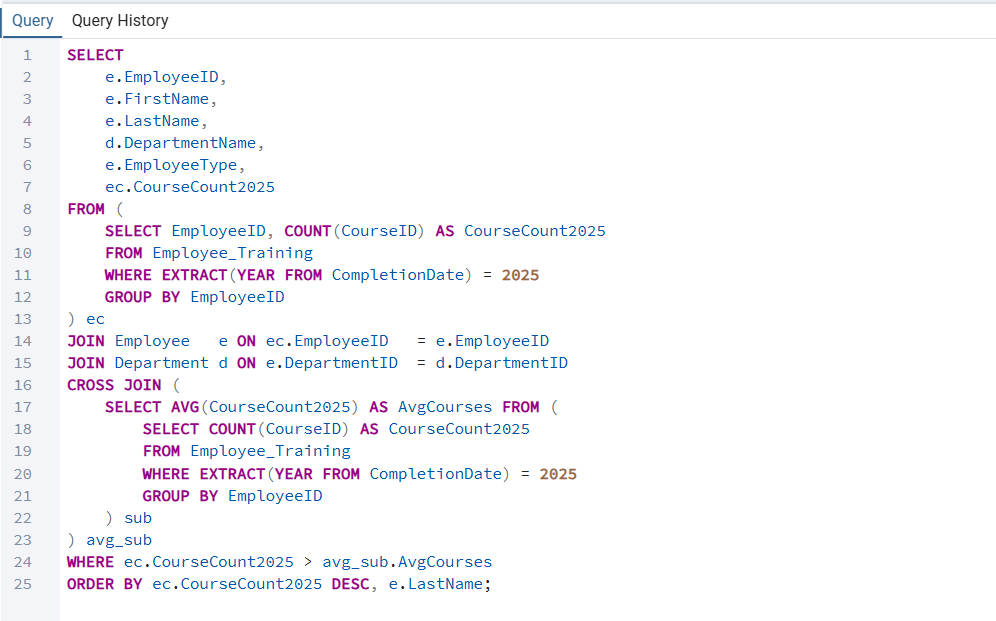 Query Query History
1 SELECT
2 e.EmployeeID,
3 e.FirstName,
4 e.LastName,
5 d.DepartmentName,
6 e.EmployeeType,
7 ec.CourseCount2025
8 FROM (
9 SELECT EmployeeID, COUNT(CourseID) AS CourseCount2025
10 FROM Employee_Training
11 WHERE EXTRACT(YEAR FROM CompletionDate) = 2025
12 GROUP BY EmployeeID
13 ) ec
14 JOIN Employee   e ON ec.EmployeeID   = e.EmployeeID
15 JOIN Department d ON e.DepartmentID  = d.DepartmentID
16 CROSS JOIN (
17 SELECT AVG(CourseCount2025) AS AvgCourses FROM (
18 SELECT COUNT(CourseID) AS CourseCount2025
19 FROM Employee_Training
20 WHERE EXTRACT(YEAR FROM CompletionDate) = 2025
21 GROUP BY EmployeeID
22 ) sub
23 ) avg_sub
24 WHERE ec.CourseCount2025 > avg_sub.AvgCourses
25 ORDER BY ec.CourseCount2025 DESC, e.LastName;